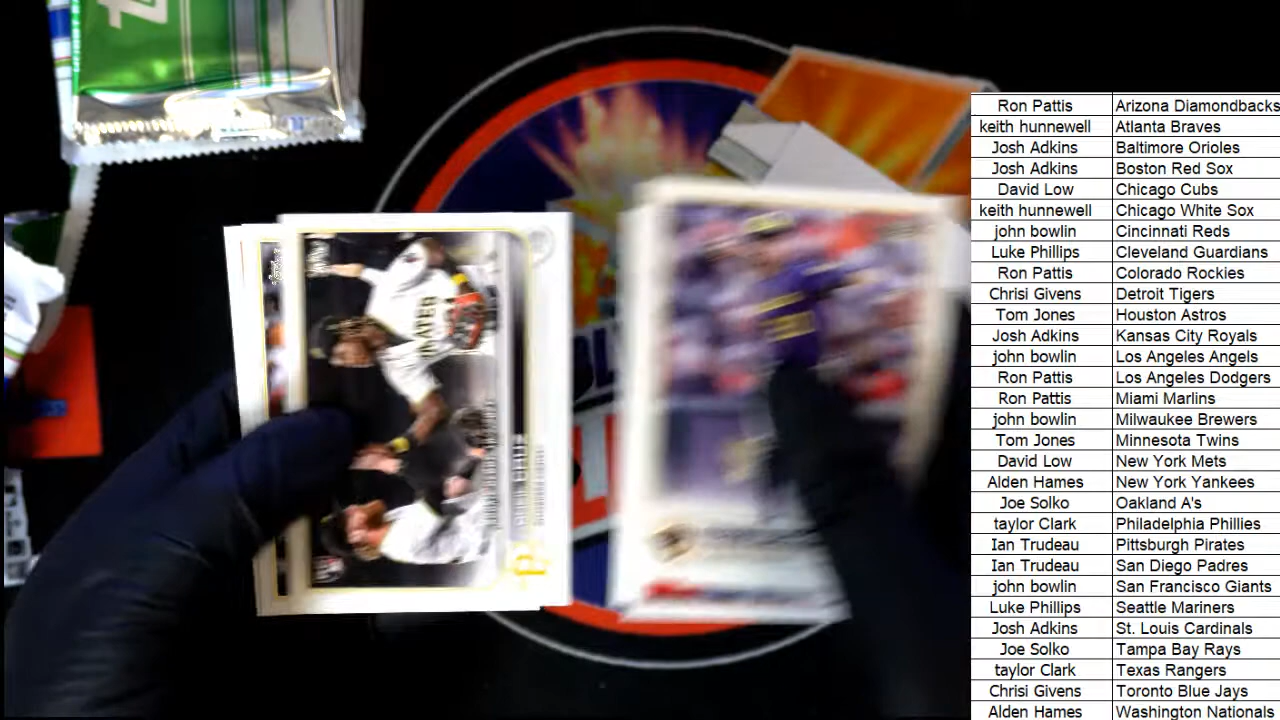 Ron Pattis Arizona Diamondbacks
keith hunnewell Atlanta Braves
Josh Adkins Baltimore Orioles
Josh Adkins Boston Red Sox
David Low Chicago Cubs
keith hunnewell Chicago White Sox
john bowlin Cincinnati Reds
Luke Phillips Cleveland Guardians
Ron Pattis Colorado Rockies
Chrisi Givens Detroit Tigers
Tom Jones Houston Astros
Josh Adkins Kansas City Royals
john bowlin Los Angeles Angels
Ron Pattis Los Angeles Dodgers
Ron Pattis Miami Marlins
john bowlin Milwaukee Brewers
Tom Jones Minnesota Twins
David Low New York Mets
Alden Hames New York Yankees
Joe Solko Oakland A's
taylor Clark Philadelphia Phillies
Ian Trudeau Pittsburgh Pirates
Ian Trudeau San Diego Padres
john bowlin San Francisco Giants
Luke Phillips Seattle Mariners
Josh Adkins St. Louis Cardinals
Joe Solko Tampa Bay Rays
taylor Clark Texas Rangers
Chrisi Givens Toronto Blue Jays
Alden Hames Washington Nationals